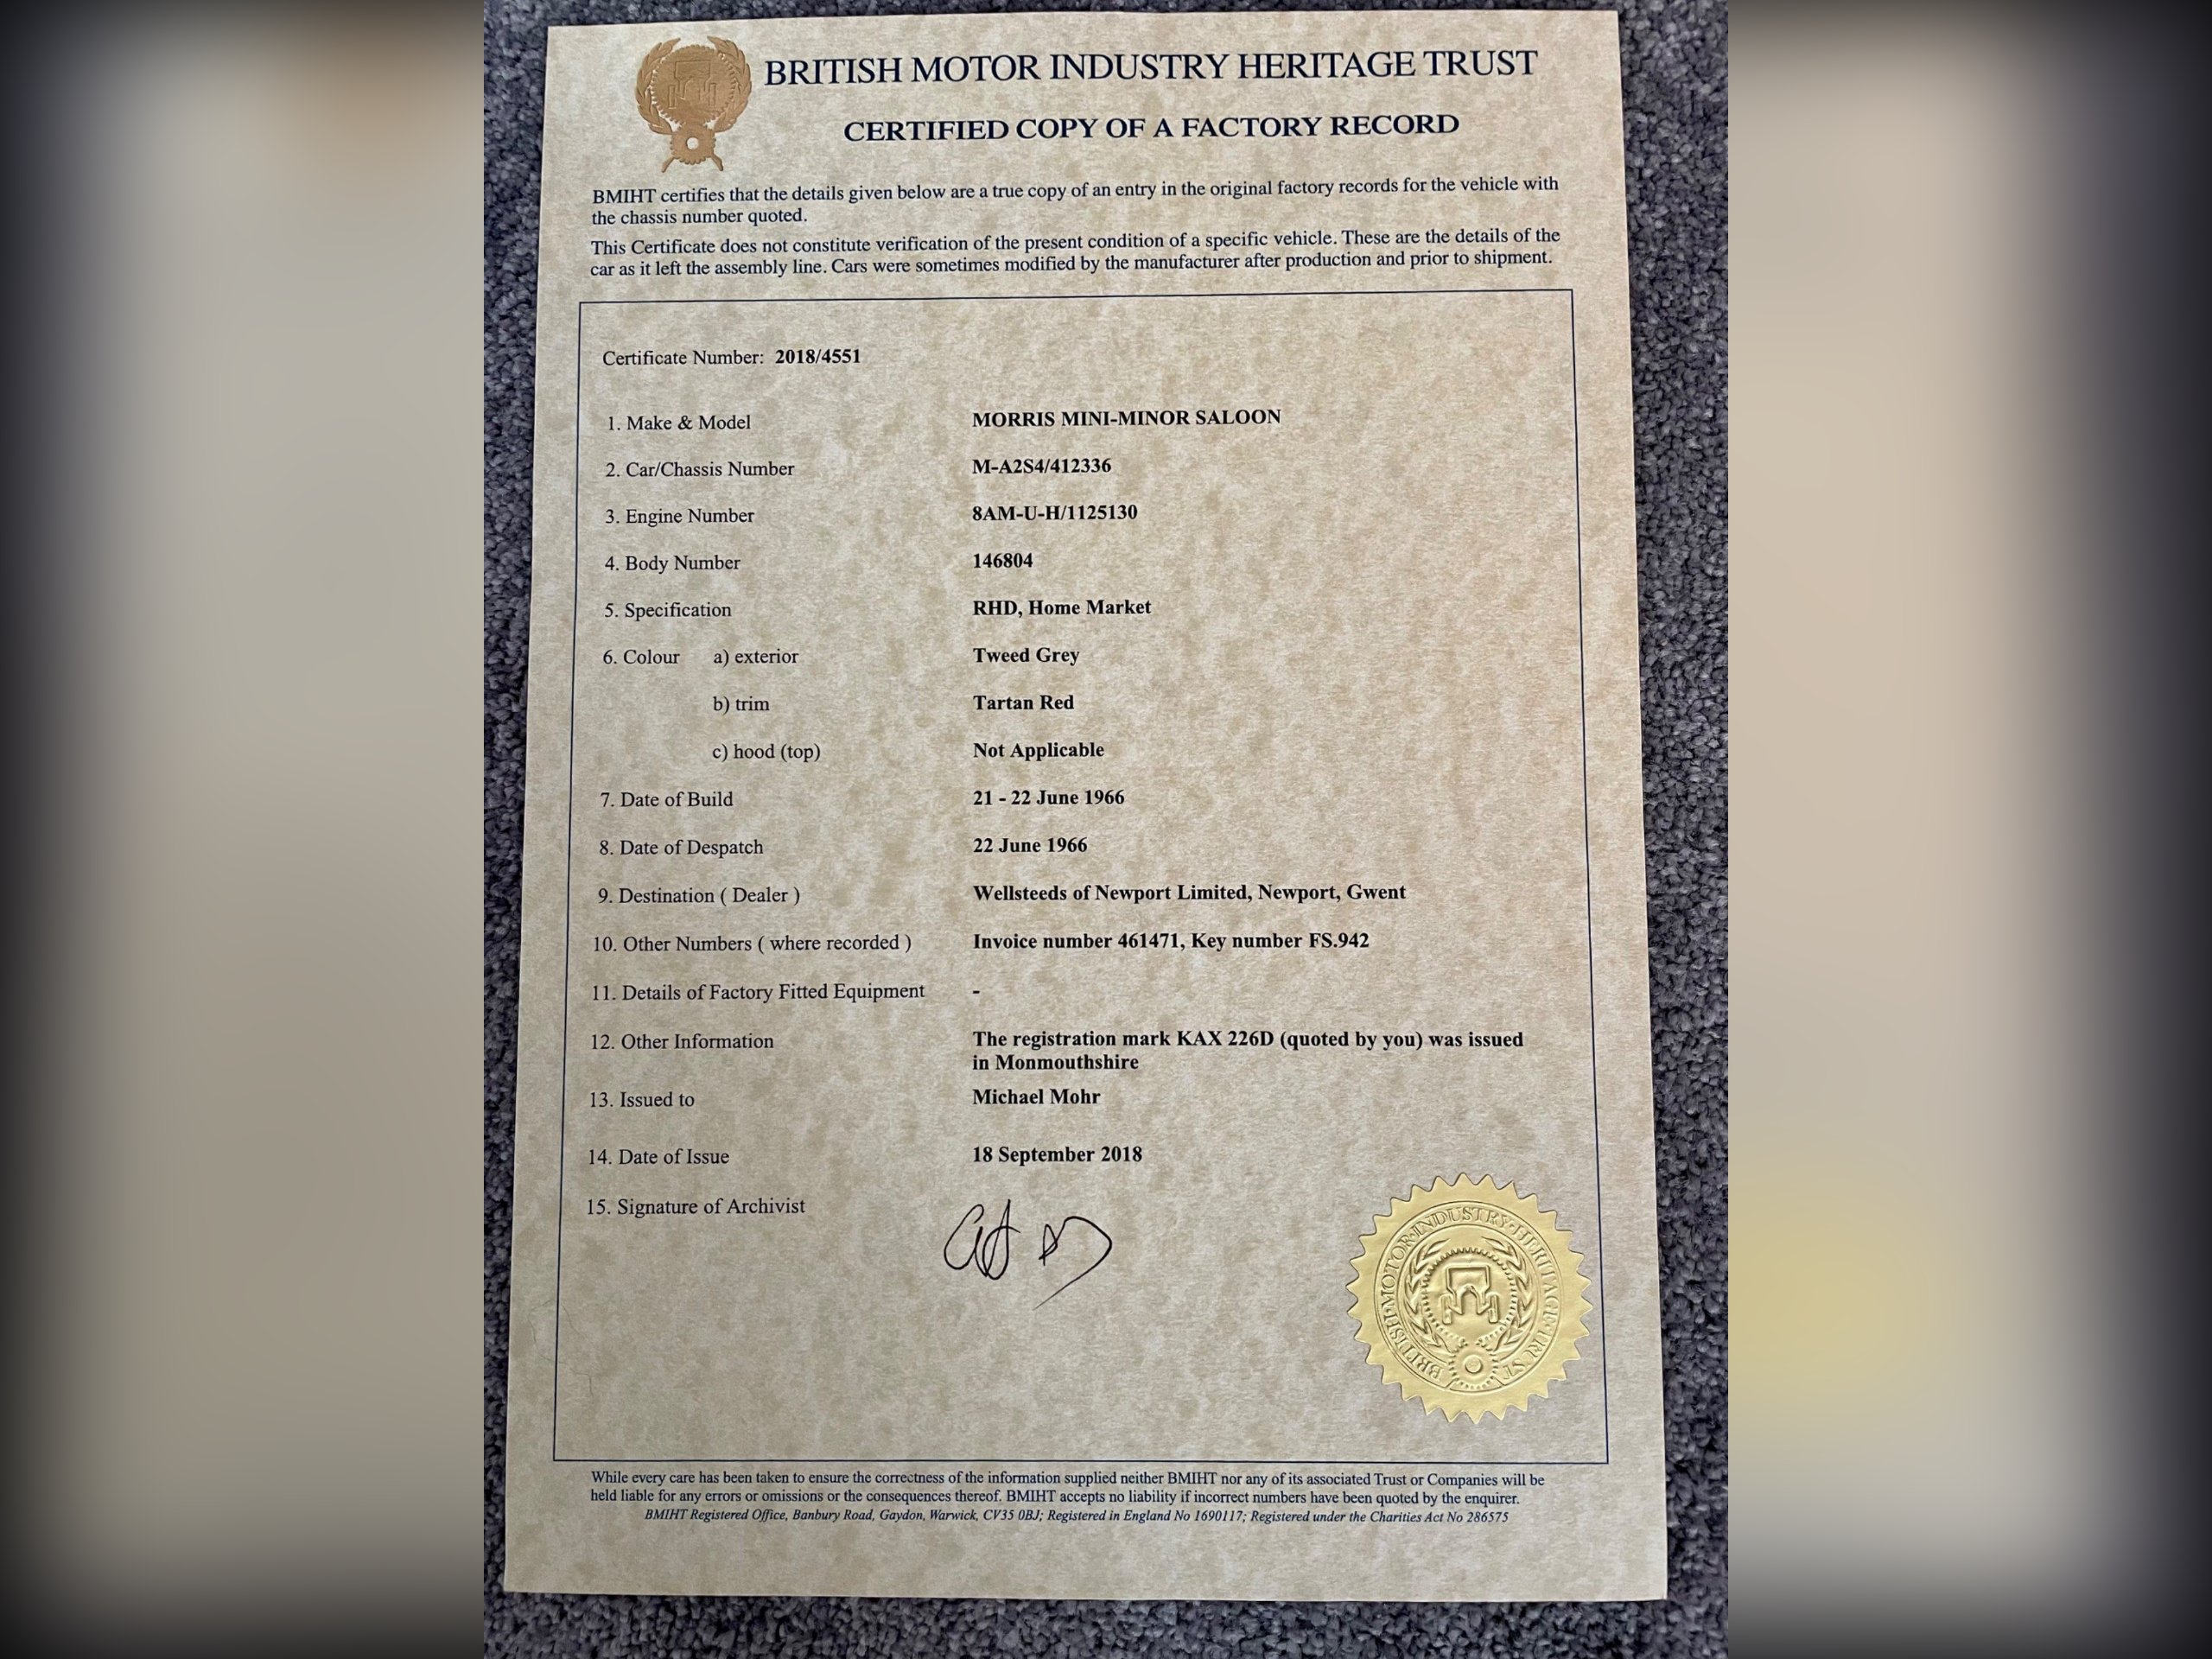 BRITISH MOTOR INDUSTRY HERITAGE TRUST
CERTIFIED COPY OF A FACTORY RECORD
BMIHT certifies that the details given below are a true copy of an entry in the original factory records for the vehicle with
the chassis number quoted.
This Certificate does not constitute verification of the present condition of a specific vehicle. These are the details of the
car as it left the assembly line. Cars were sometimes modified by the manufacturer after production and prior to shipment.
Certificate Number: 2018/4551
1. Make & Model MORRIS MINI-MINOR SALOON
2. Car/Chassis Number M-A2S4/412336
3. Engine Number 8AM-U-H/1125130
4. Body Number 146804
5. Specification RHD, Home Market
6. Colour a) exterior Tweed Grey
b) trim Tartan Red
c) hood (top) Not Applicable
7. Date of Build 21 - 22 June 1966
8. Date of Despatch 22 June 1966
9. Destination ( Dealer ) Wellsteeds of Newport Limited, Newport, Gwent
10. Other Numbers ( where recorded ) Invoice number 461471, Key number FS.942
11. Details of Factory Fitted Equipment -
12. Other Information The registration mark KAX 226D (quoted by you) was issued
in Monmouthshire
13. Issued to Michael Mohr
14. Date of Issue 18 September 2018
15. Signature of Archivist
BRITISH·MOTOR·INDUSTRY·HERITAGE·TRUST
While every care has been taken to ensure the correctness of the information supplied neither BMIHT nor any of its associated Trust or Companies will be
held liable for any errors or omissions or the consequences thereof. BMIHT accepts no liability if incorrect numbers have been quoted by the enquirer.
BMIHT Registered Office, Banbury Road, Gaydon, Warwick, CV35 0BJ; Registered in England No 1690117; Registered under the Charities Act No 286575